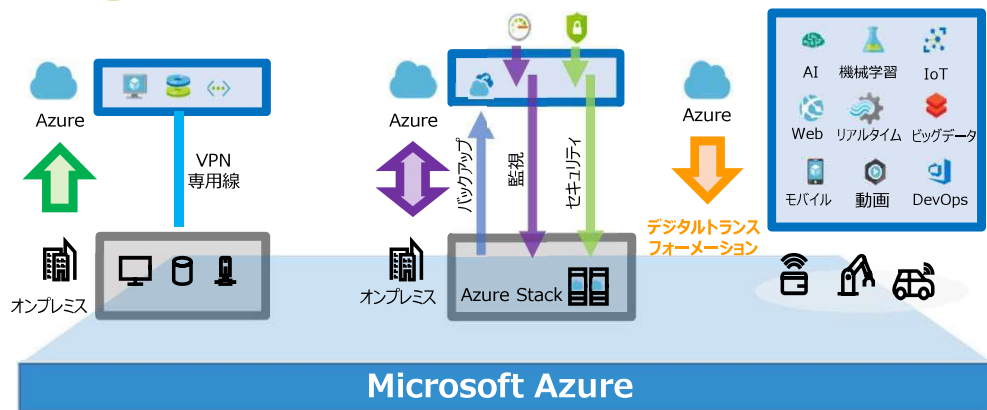 Azure
VPN
専用線
オンプレミス
Azure
バックアップ
監視
セキュリティ
オンプレミス
Azure Stack
Azure
デジタルトランス
フォーメーション
AI 機械学習 IoT
Web リアルタイム ビッグデータ
モバイル 動画 DevOps
Microsoft Azure